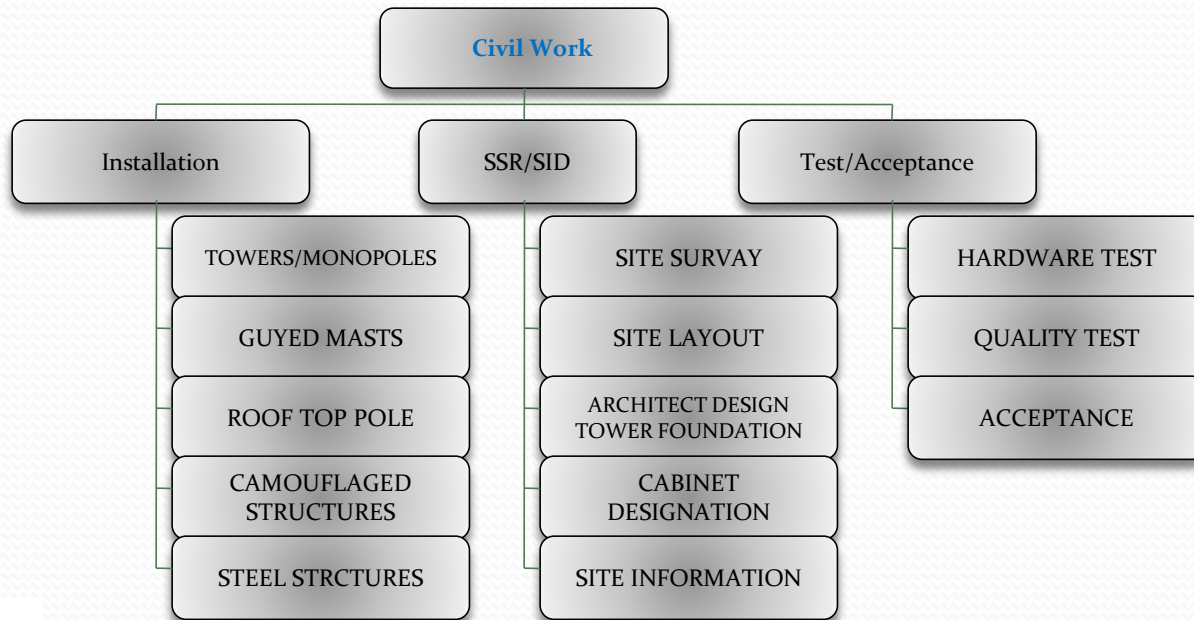 Civil Work
Installation
SSR/SID
Test/Acceptance
TOWERS/MONOPOLES
GUYED MASTS
ROOF TOP POLE
CAMOUFLAGED
STRUCTURES
STEEL STRCTURES
SITE SURVAY
SITE LAYOUT
ARCHITECT DESIGN
TOWER FOUNDATION
CABINET
DESIGNATION
SITE INFORMATION
HARDWARE TEST
QUALITY TEST
ACCEPTANCE